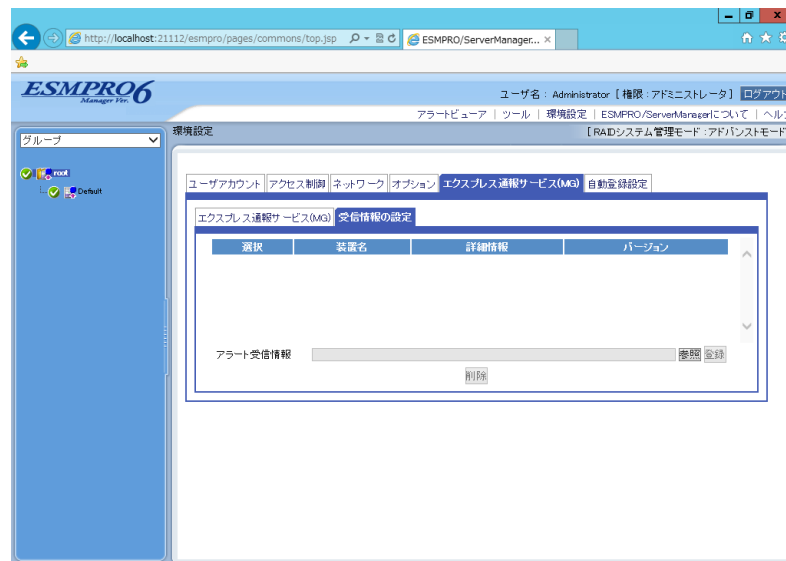 http://localhost:21112/esmpro/pages/commons/top.jsp
ESMPRO/ServerManager... ×
ESMPRO6
Manager Ver.
ユーザ名 : Administrator [ 権限 : アドミニストレータ ] ログアウト
アラートビューア | ツール | 環境設定 | ESMPRO/ServerManagerについて | ヘル
グループ
環境設定
[ RAIDシステム管理モード : アドバンストモード
root
Default
ユーザアカウント アクセス制御 ネットワーク オプション エクスプレス通報サービス(MG) 自動登録設定
エクスプレス通報サービス(MG) 受信情報の設定
選択 装置名 詳細情報 バージョン
アラート受信情報 参照 登録
削除